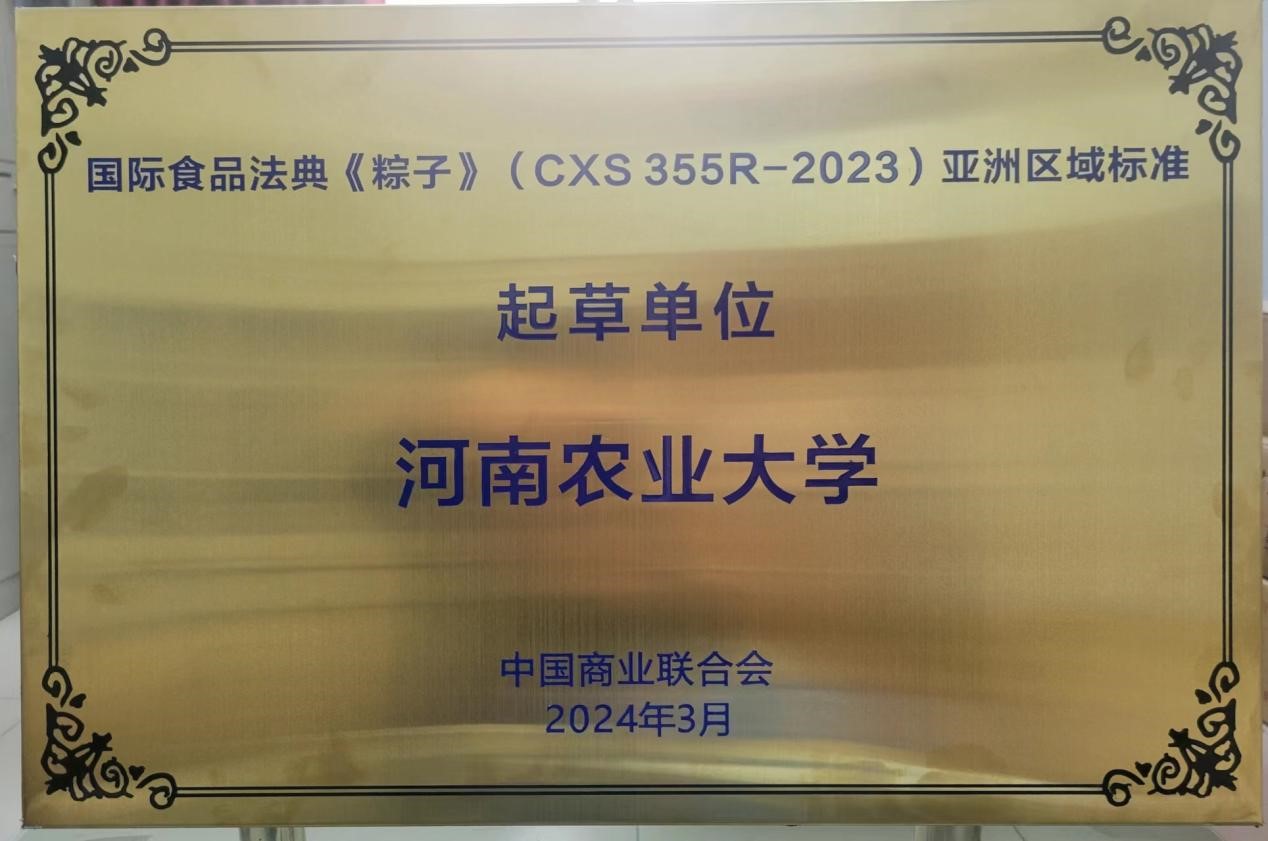 国际食品法典《粽子》（CXS 355R-2023）亚洲区域标准
起草单位
河南农业大学
中国商业联合会
2024年3月